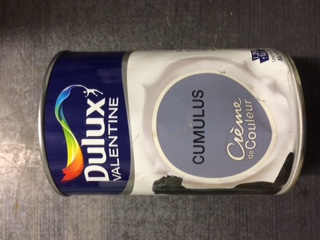 Dulux
VALENTINE
CUMULUS
Crème
de Couleur